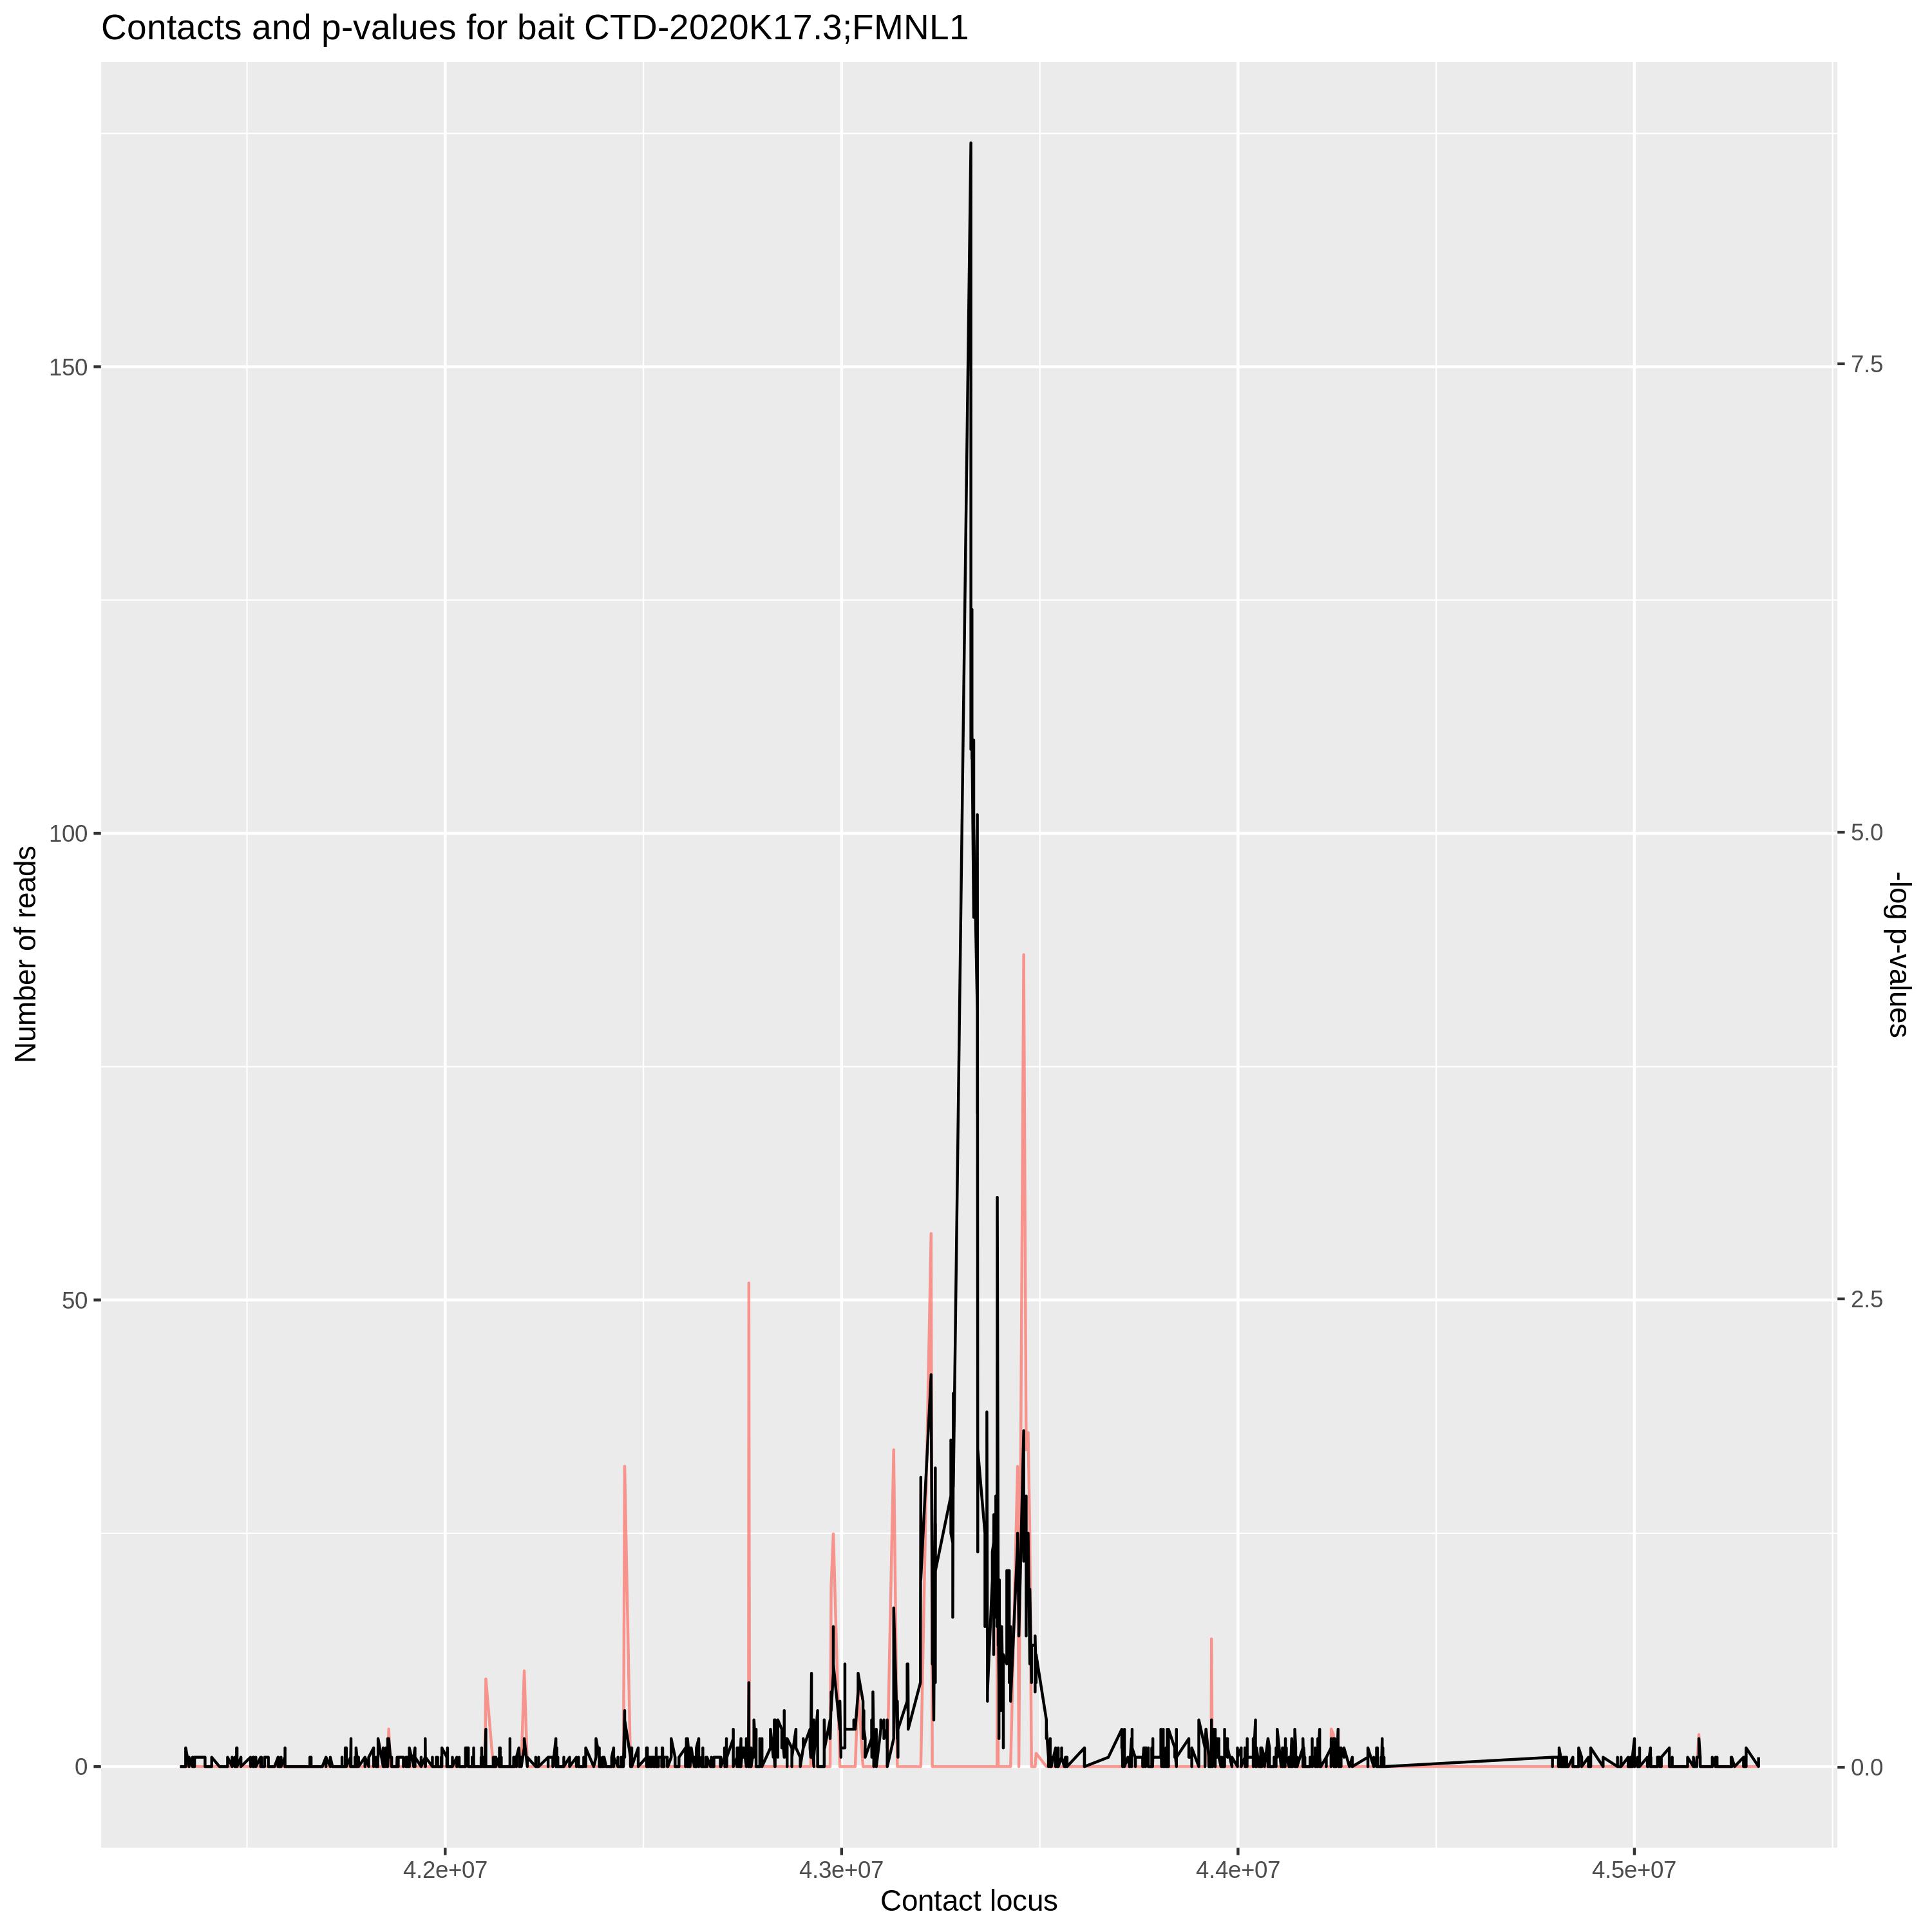 Contacts and p-values for bait CTD-2020K17.3;FMNL1
150
100
50
0
Number of reads
7.5
5.0
2.5
0.0
-log p-values
4.2e+07
4.3e+07
4.4e+07
4.5e+07
Contact locus